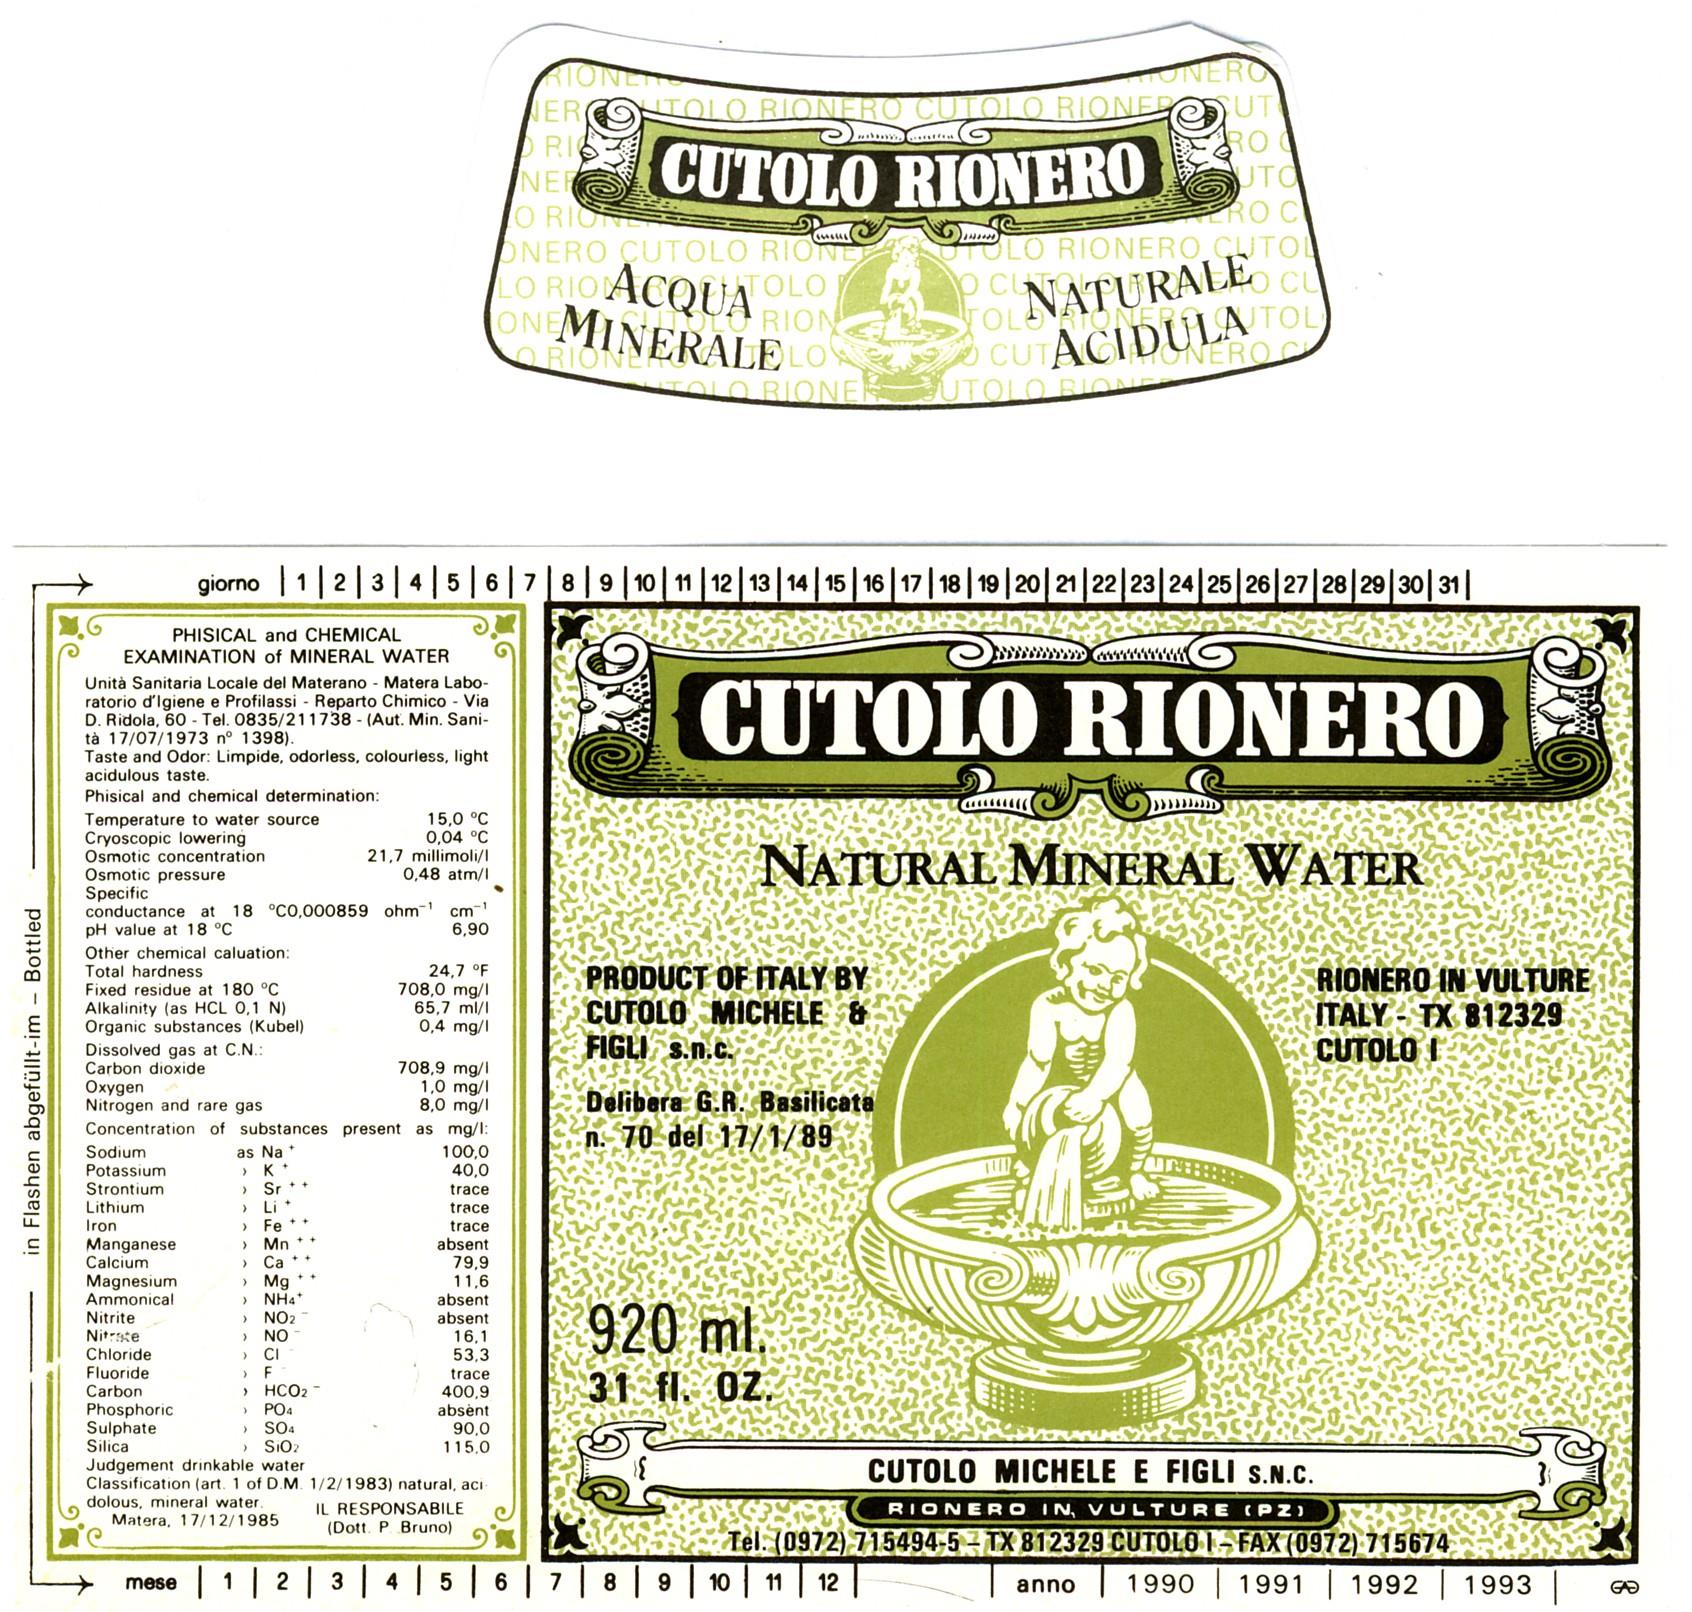 CUTOLO RIONERO
ACQUA
MINERALE
NATURALE
ACIDULA
giorno 1 2 3 4 5 6 7 8 9 10 11 12 13 14 15 16 17 18 19 20 21 22 23 24 25 26 27 28 29 30 31
in Flashen abgefüllt-im – Bottled
PHISICAL and CHEMICAL
EXAMINATION of MINERAL WATER
Unità Sanitaria Locale del Materano - Matera Labo-
ratorio d'Igiene e Profilassi - Reparto Chimico - Via
D. Ridola, 60 - Tel. 0835/211738 - (Aut. Min. Sani-
tà 17/07/1973 nº 1398).
Taste and Odor: Limpide, odorless, colourless, light
acidulous taste.
Phisical and chemical determination:
Temperature to water source 15,0 ºC
Cryoscopic lowering 0,04 ºC
Osmotic concentration 21,7 millimoli/l
Osmotic pressure 0,48 atm/l
Specific
conductance at 18 ºC0,000859 ohm⁻¹ cm⁻¹
pH value at 18 ºC 6,90
Other chemical caluation:
Total hardness 24,7 ºF
Fixed residue at 180 ºC 708,0 mg/l
Alkalinity (as HCL 0,1 N) 65,7 ml/l
Organic substances (Kubel) 0,4 mg/l
Dissolved gas at C.N.:
Carbon dioxide 708,9 mg/l
Oxygen 1,0 mg/l
Nitrogen and rare gas 8,0 mg/l
Concentration of substances present as mg/l:
Sodium as Na⁺ 100,0
Potassium › K⁺ 40,0
Strontium › Sr⁺⁺ trace
Lithium › Li⁺ trace
Iron › Fe⁺⁺ trace
Manganese › Mn⁺⁺ absent
Calcium › Ca⁺⁺ 79,9
Magnesium › Mg⁺⁺ 11,6
Ammonical › NH₄⁺ absent
Nitrite › NO₂⁻ absent
Nitrate › NO⁻ 16,1
Chloride › Cl⁻ 53,3
Fluoride › F⁻ trace
Carbon › HCO₂⁻ 400,9
Phosphoric › PO₄ absent
Sulphate › SO₄ 90,0
Silica › SiO₂ 115,0
Judgement drinkable water
Classification (art. 1 of D.M. 1/2/1983) natural, aci-
dolous, mineral water.
IL RESPONSABILE
Matera, 17/12/1985
(Dott. P. Bruno)
CUTOLO RIONERO
NATURAL MINERAL WATER
PRODUCT OF ITALY BY
CUTOLO MICHELE &
FIGLI s.n.c.
Delibera G.R. Basilicata
n. 70 del 17/1/89
RIONERO IN VULTURE
ITALY - TX 812329
CUTOLO I
920 ml.
31 fl. OZ.
CUTOLO MICHELE E FIGLI S.N.C.
RIONERO IN VULTURE (PZ)
Tel. (0972) 715494-5 – TX 812329 CUTOLO I – FAX (0972) 715674
mese 1 2 3 4 5 6 7 8 9 10 11 12 anno 1990 1991 1992 1993